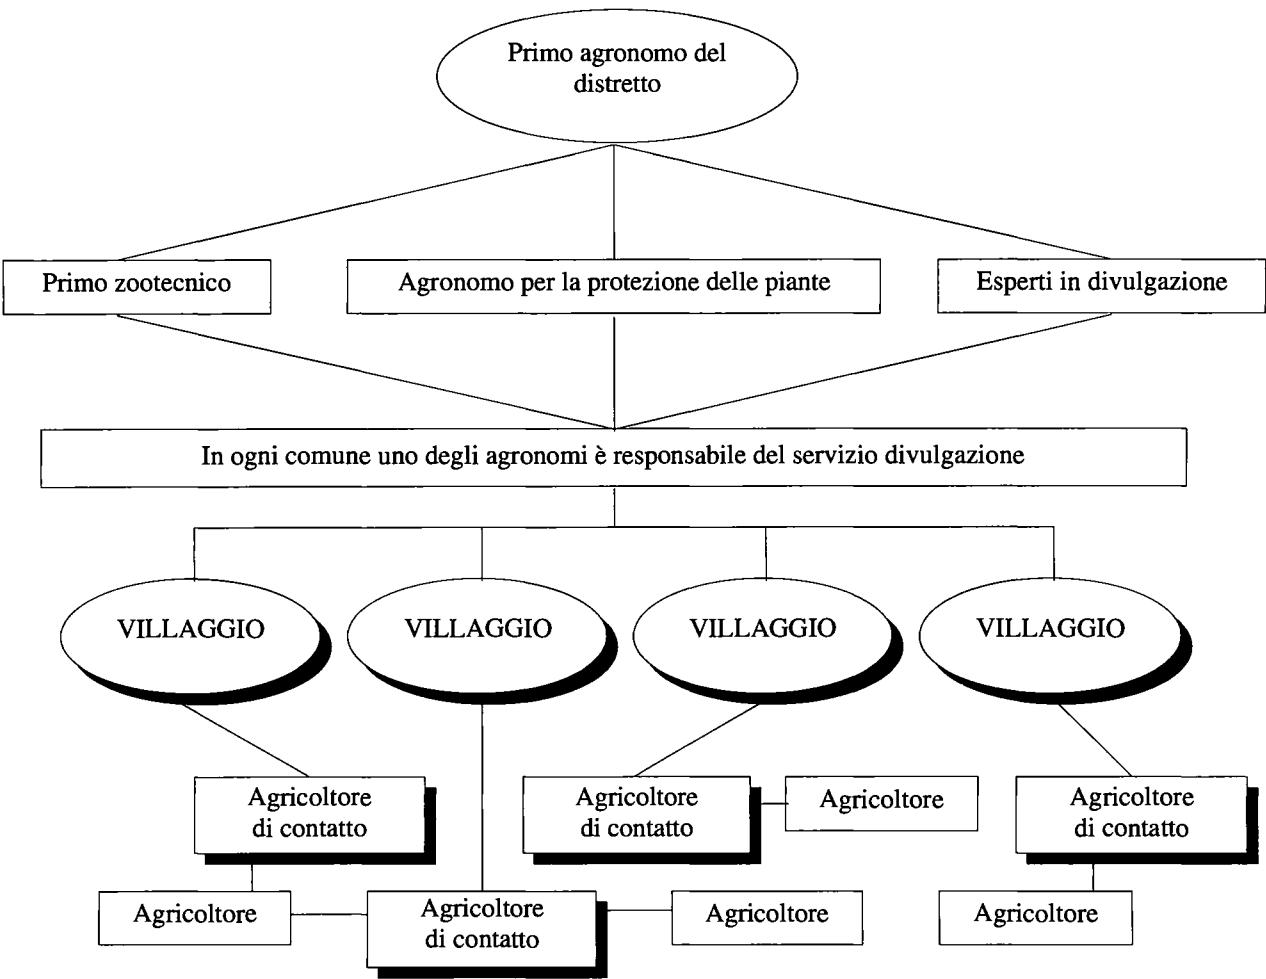 Primo agronomo del
distretto
Primo zootecnico
Agronomo per la protezione delle piante
Esperti in divulgazione
In ogni comune uno degli agronomi è responsabile del servizio divulgazione
VILLAGGIO
VILLAGGIO
VILLAGGIO
VILLAGGIO
Agricoltore
di contatto
Agricoltore
di contatto
Agricoltore
Agricoltore
di contatto
Agricoltore
Agricoltore
di contatto
Agricoltore
Agricoltore